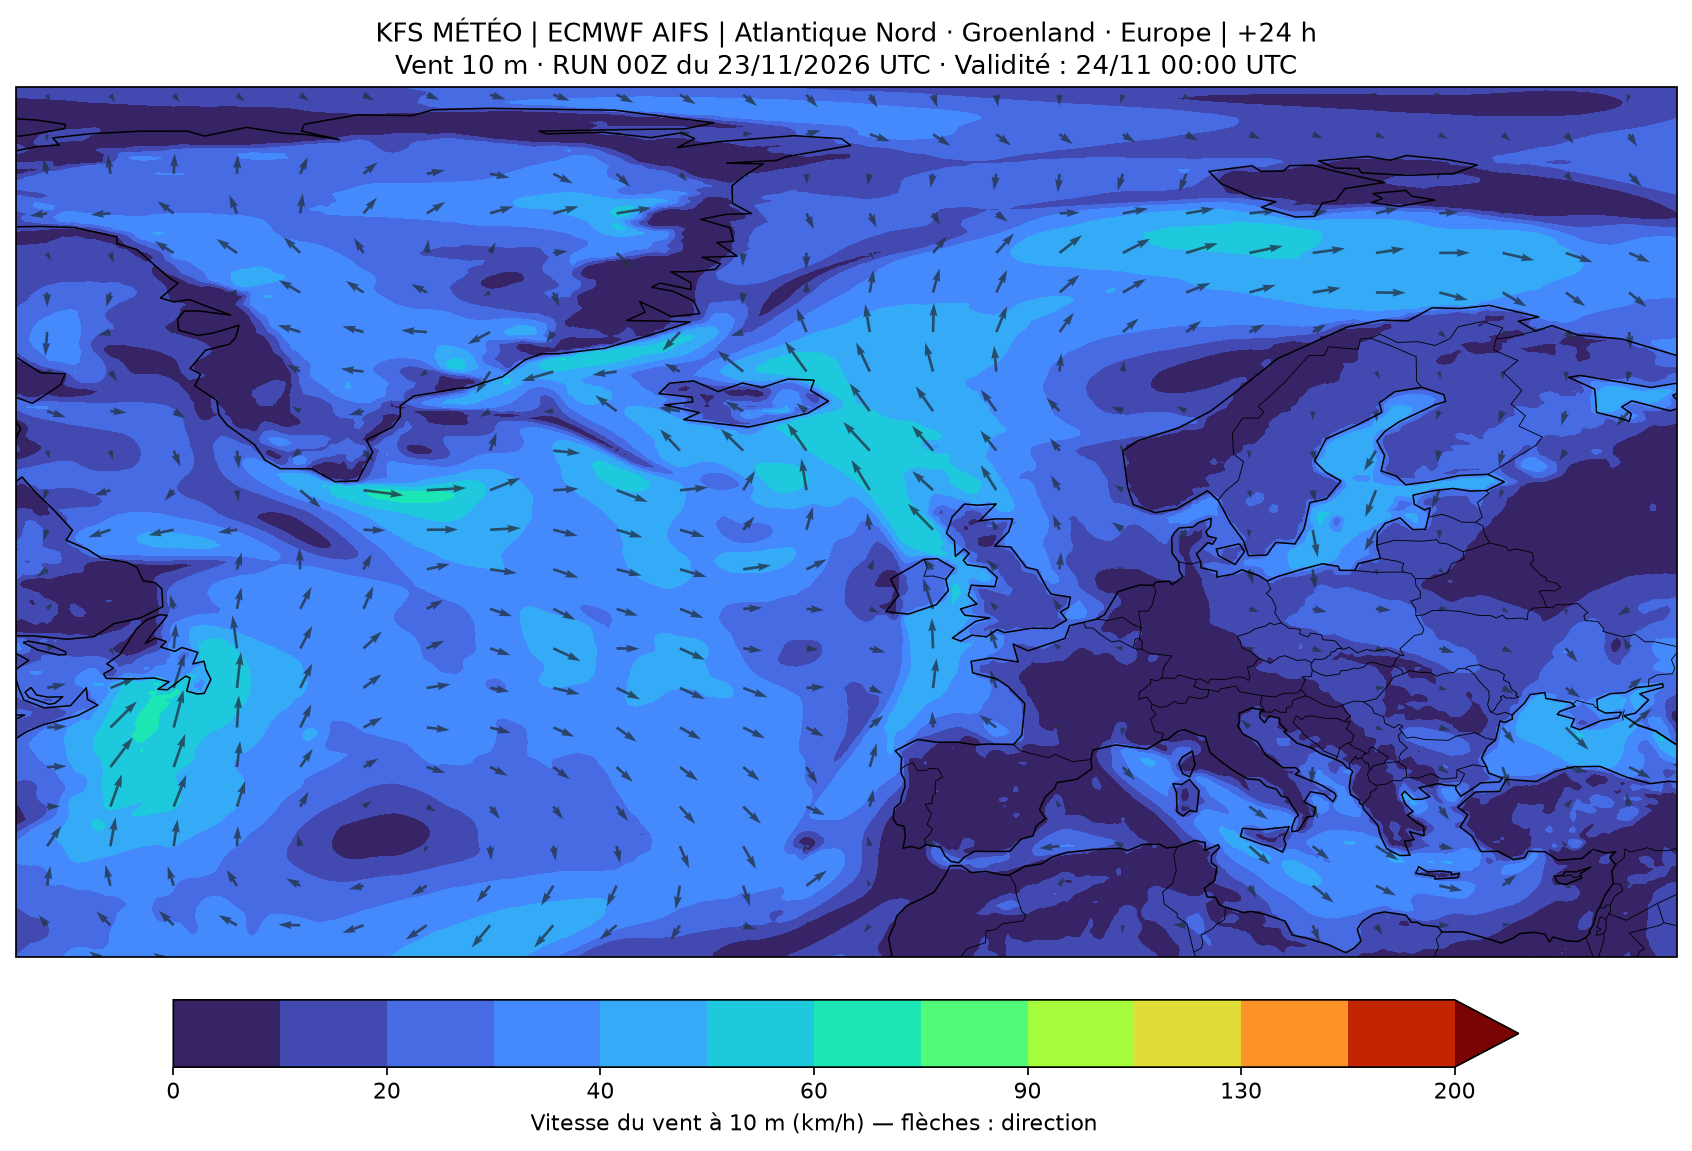 KFS MÉTÉO | ECMWF AIFS | Atlantique Nord · Groenland · Europe | +24 h
Vent 10 m · RUN 00Z du 23/11/2026 UTC · Validité : 24/11 00:00 UTC
0 20 40 60 90 130 200
Vitesse du vent à 10 m (km/h) — flèches : direction